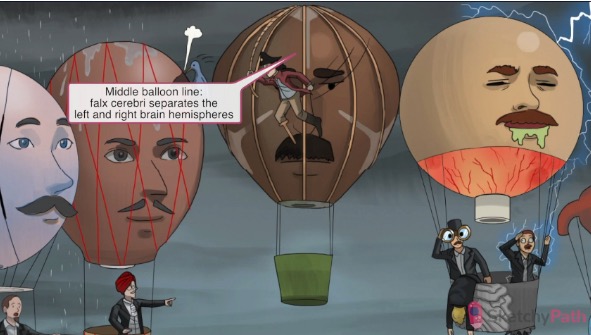 Middle balloon line:
falx cerebri separates the
left and right brain hemispheres
SketchyPath